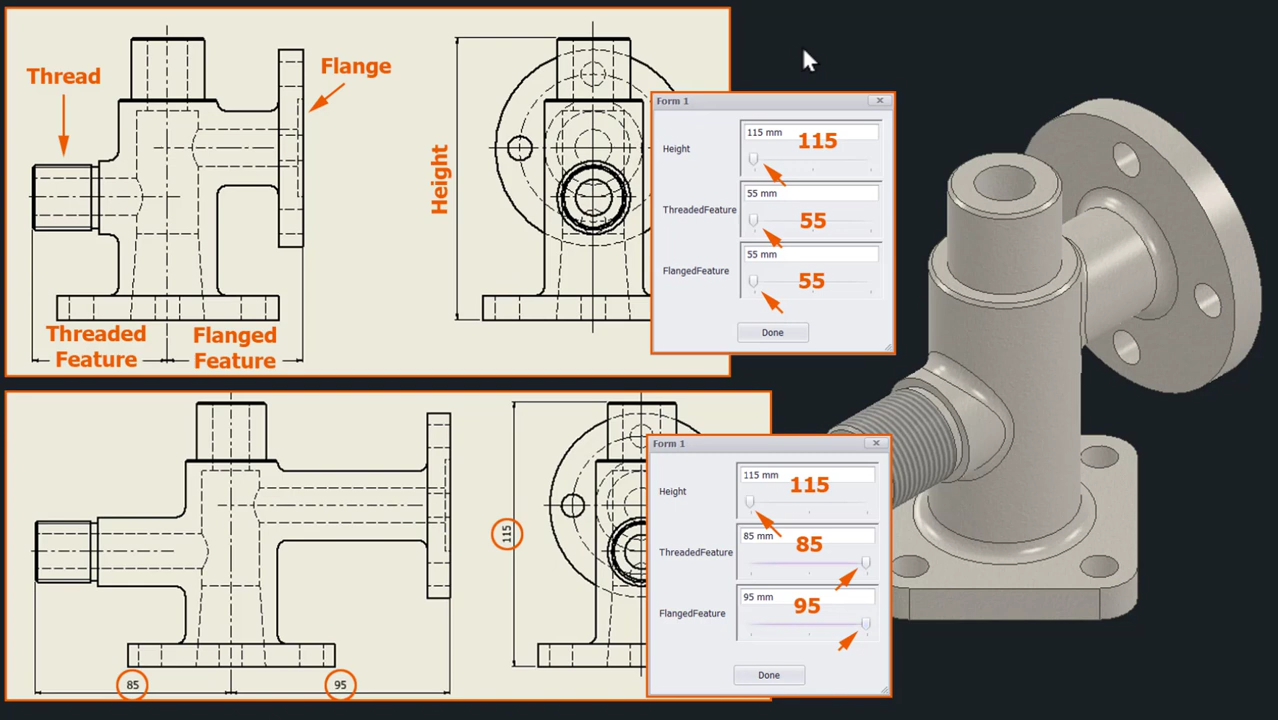 Thread
Flange
Height
Threaded
Feature
Flanged
Feature
Form 1
Height
115 mm
115
ThreadedFeature
55 mm
55
FlangedFeature
55 mm
55
Done
115
85
95
Form 1
Height
115 mm
115
ThreadedFeature
85 mm
85
FlangedFeature
95 mm
95
Done